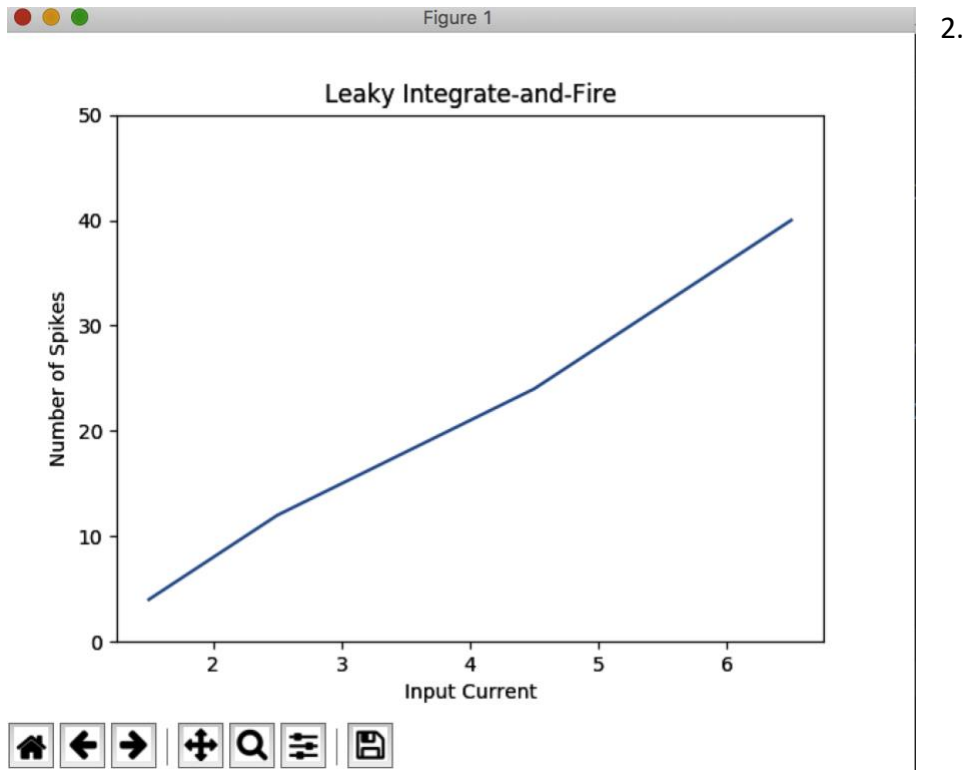 Figure 1
2.
Leaky Integrate-and-Fire
50
40
30
20
10
0
Number of Spikes
2 3 4 5 6
Input Current